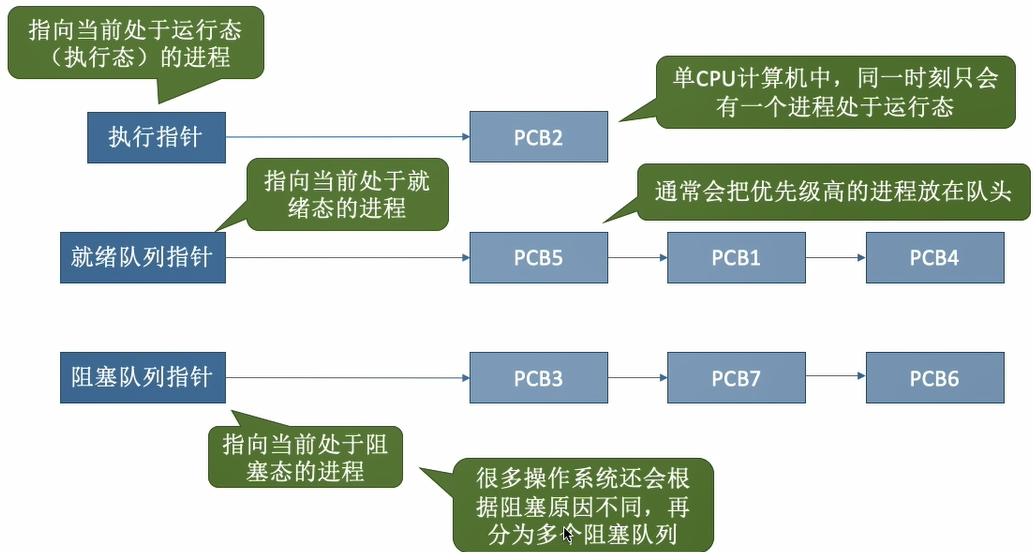 指向当前处于运行态
（执行态）的进程
单CPU计算机中，同一时刻只会
有一个进程处于运行态
执行指针
PCB2
指向当前处于就
绪态的进程
通常会把优先级高的进程放在队头
就绪队列指针
PCB5
PCB1
PCB4
阻塞队列指针
PCB3
PCB7
PCB6
指向当前处于阻
塞态的进程
很多操作系统还会根
据阻塞原因不同，再
分为多个阻塞队列